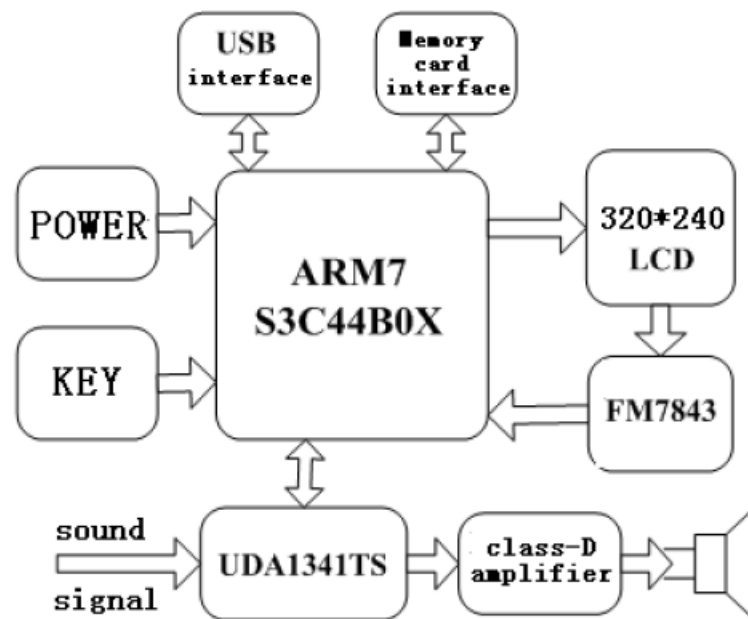 USB
interface
Memory
card
interface
POWER
320*240
LCD
ARM7
S3C44B0X
KEY
FM7843
sound
signal
UDA1341TS
class-D
amplifier